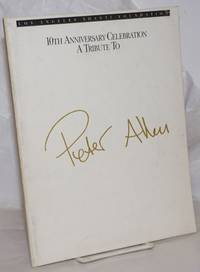 LOS ANGELES SHANTI FOUNDATION
10TH ANNIVERSARY CELEBRATION
A TRIBUTE TO
Peter Allen